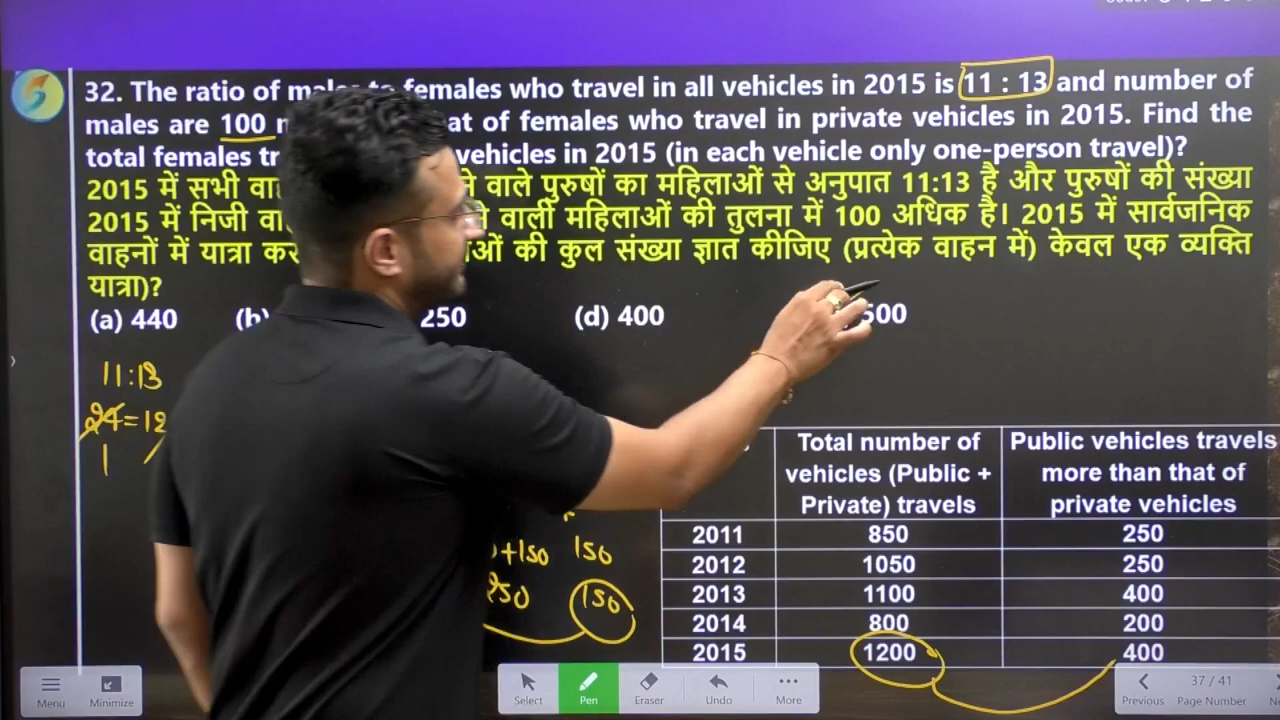 32. The ratio of females who travel in all vehicles in 2015 is 11 : 13 and number of
males are 100 of females who travel in private vehicles in 2015. Find the
total females vehicles in 2015 (in each vehicle only one-person travel)?
2015 में सभी वाले पुरुषों का महिलाओं से अनुपात 11:13 है और पुरुषों की संख्या
2015 में निजी वाली महिलाओं की तुलना में 100 अधिक है। 2015 में सार्वजनिक
वाहनों में यात्रा की कुल संख्या ज्ञात कीजिए (प्रत्येक वाहन में) केवल एक व्यक्ति
यात्रा)?
(a) 440 250 (d) 400 500
11:13
24=12
1
+150 150
250 150
Total number of vehicles (Public + Private) travels
Public vehicles travels more than that of private vehicles
2011 850 250
2012 1050 250
2013 1100 400
2014 800 200
2015 1200 400
Menu Minimize Select Pen Eraser Undo More Previous 37 / 41 Page Number